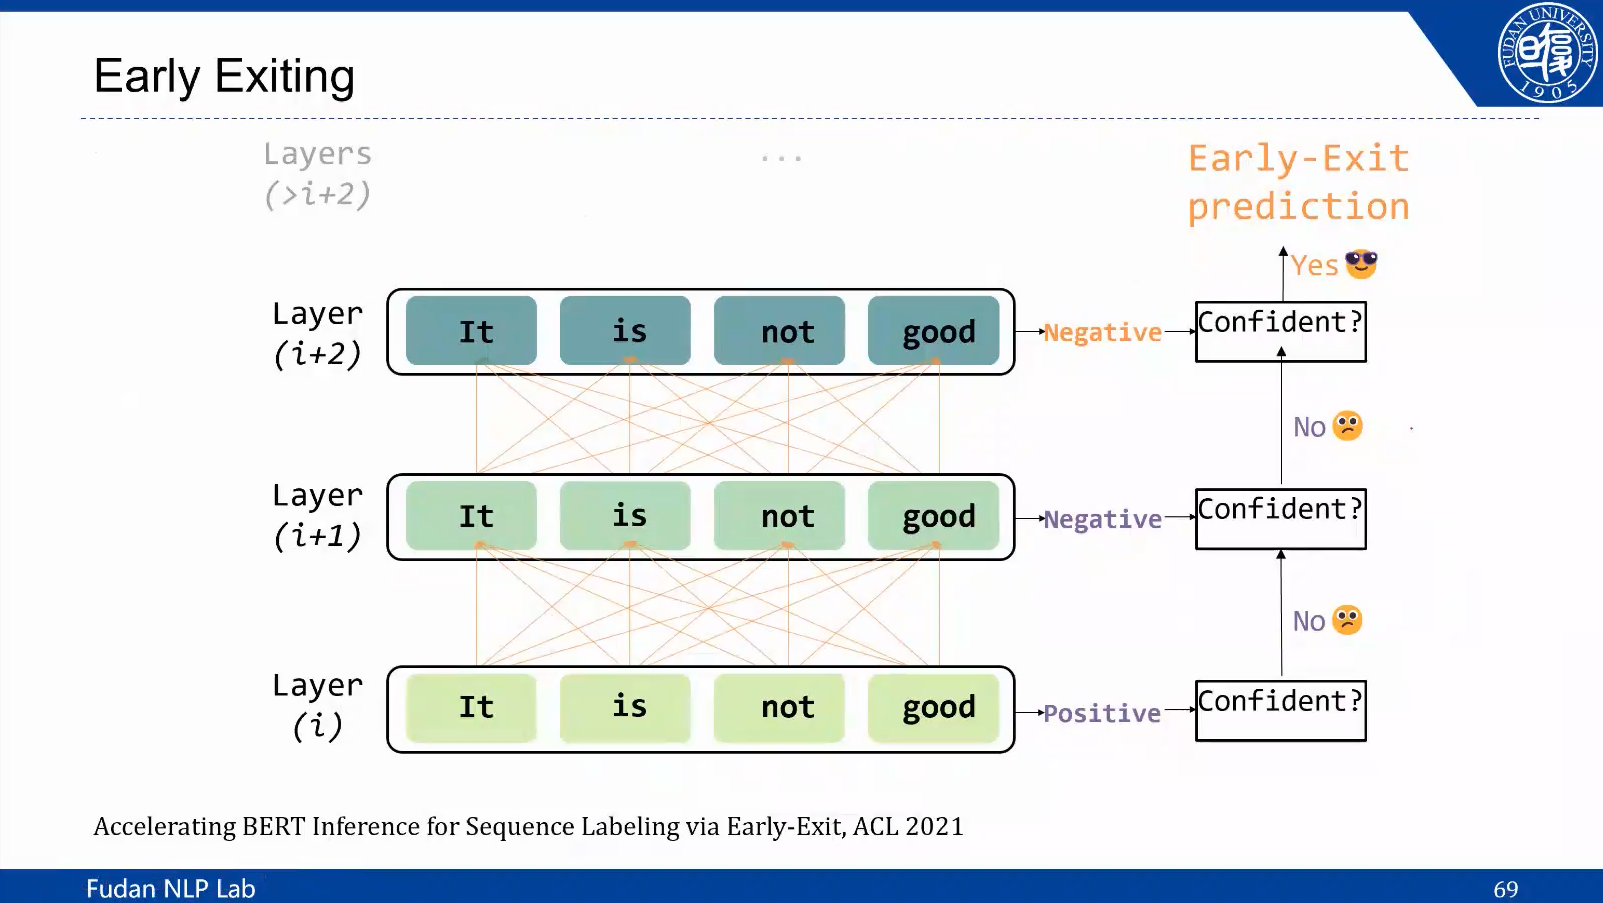 Early Exiting
FUDAN UNIVERSITY
1905
Layers
(>i+2)
...
Early-Exit
prediction
Yes
Layer
(i+2)
It is not good
Negative
Confident?
No
Layer
(i+1)
It is not good
Negative
Confident?
No
Layer
(i)
It is not good
Positive
Confident?
Accelerating BERT Inference for Sequence Labeling via Early-Exit, ACL 2021
Fudan NLP Lab
69